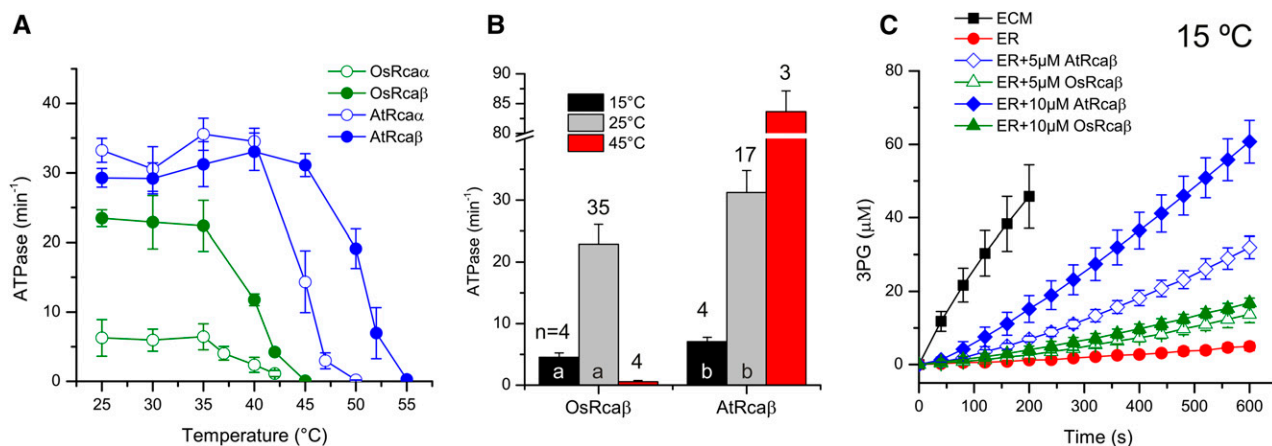 A
OsRcaα
OsRcaβ
AtRcaα
AtRcaβ
40
30
20
10
0
ATPase (min⁻¹)
25 30 35 40 45 50 55
Temperature (°C)
B
90
85
80
30
20
10
5
0
ATPase (min⁻¹)
15°C
25°C
45°C
n=4
35
4
4
17
3
a a b b
OsRcaβ AtRcaβ
C
15 ºC
ECM
ER
ER+5µM AtRcaβ
ER+5µM OsRcaβ
ER+10µM AtRcaβ
ER+10µM OsRcaβ
80
60
40
20
0
3PG (µM)
0 100 200 300 400 500 600
Time (s)